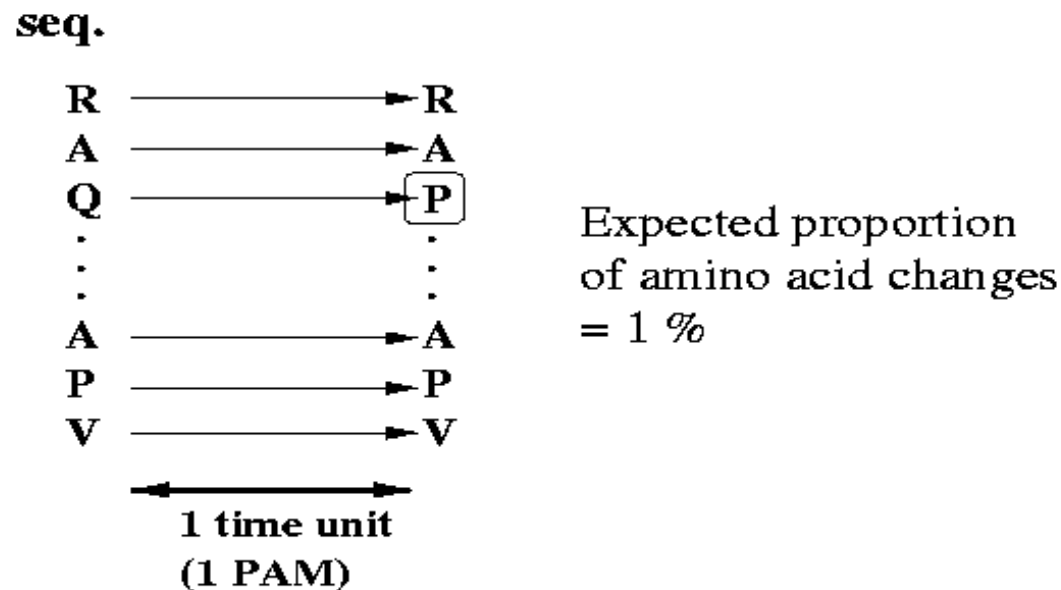 seq.
R R
A A
Q P
A A
P P
V V
Expected proportion
of amino acid changes
= 1 %
1 time unit
(1 PAM)